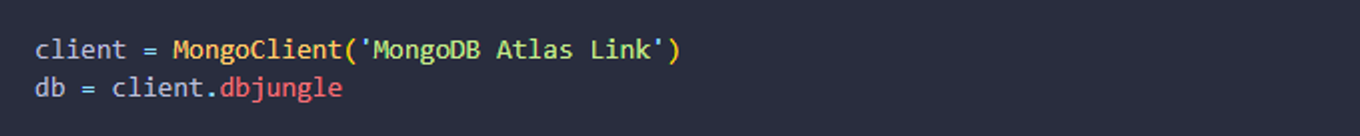 client = MongoClient('MongoDB Atlas Link')
db = client.dbjungle